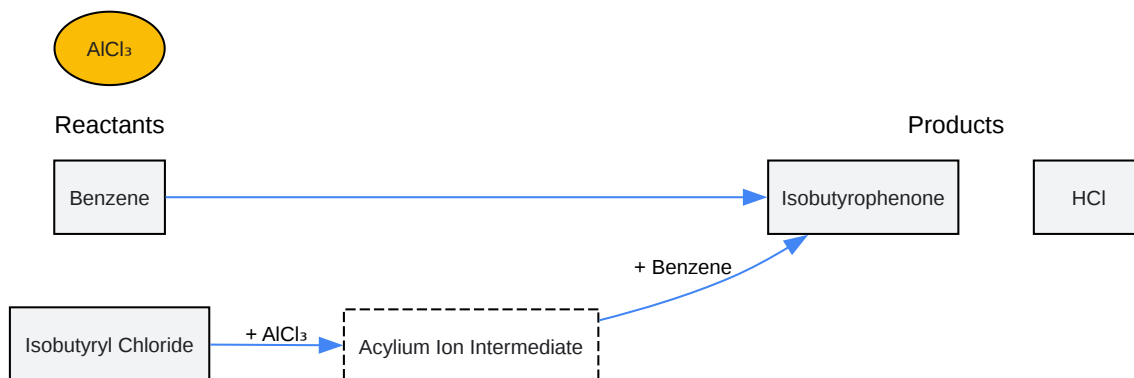 AlCl₃
Reactants
Products
Benzene
Isobutyrophenone
HCl
+ Benzene
+ AlCl₃
Isobutyryl Chloride
Acylium Ion Intermediate